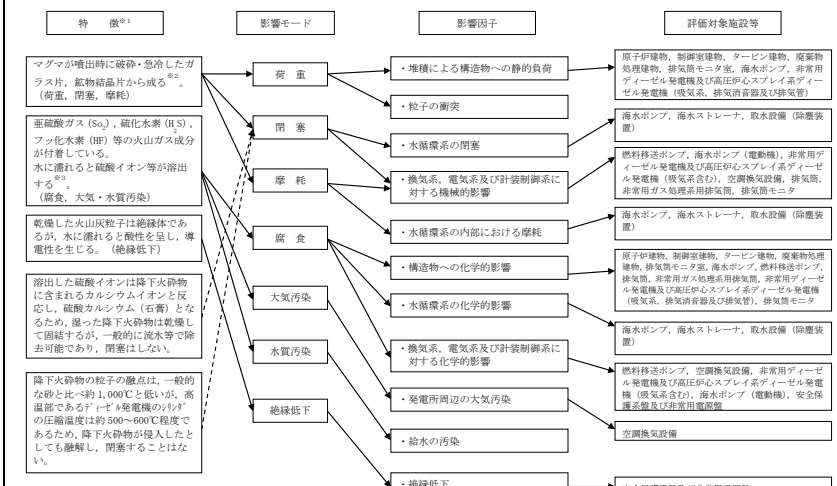 特　徴※1
影響モード
影響因子
評価対象施設等
マグマが噴出時に破砕・急冷したガ
ラス片，鉱物結晶片から成る※2。
（荷重，閉塞，摩耗）
亜硫酸ガス（So2），硫化水素（H2S），
フッ化水素（HF）等の火山ガス成分
が付着している。
水に濡れると硫酸イオン等が溶出
する※3。
（腐食，大気・水質汚染）
乾燥した火山灰粒子は絶縁体であ
るが，水に濡れると酸性を呈し，導
電性を生じる。（絶縁低下）
溶出した硫酸イオンは降下火砕物
に含まれるカルシウムイオンと反
応し，硫酸カルシウム（石膏）とな
るため，湿った降下火砕物は乾燥し
て固結するが，一般的に流水等で除
去可能であり，閉塞はしない。
降下火砕物の粒子の融点は，一般的
な砂と比べ約1,000℃と低いが，高
温部であるディーゼル発電機のシリンダ
の圧縮温度は約500～600℃程度で
あるため，降下火砕物が侵入したと
しても融解し，閉塞することはな
い。
荷　重
閉　塞
摩　耗
腐　食
大気汚染
水質汚染
絶縁低下
・堆積による構造物への静的負荷
・粒子の衝突
・水循環系の閉塞
・換気系，電気系及び計装制御系に
対する機械的影響
・水循環系の内部における摩耗
・構造物への化学的影響
・水循環系の化学的影響
・換気系，電気系及び計装制御系に
対する化学的影響
・発電所周辺の大気汚染
・給水の汚染
・絶縁低下
原子炉建物，制御室建物，タービン建物，廃棄物
処理建物，排気筒モニタ室，海水ポンプ，非常用
ディーゼル発電機及び高圧炉心スプレイ系ディー
ゼル発電機（吸気系，排気消音器及び排気管）
海水ポンプ，海水ストレーナ，取水設備（除塵装
置）
燃料移送ポンプ，海水ポンプ（電動機），非常用デ
ィーゼル発電機及び高圧炉心スプレイ系ディーゼ
ル発電機（吸気系含む），空調換気設備，排気筒，
非常用ガス処理系用排気筒，排気筒モニタ
海水ポンプ，海水ストレーナ，取水設備（除塵装
置）
原子炉建物，制御室建物，タービン建物，廃棄物処理
建物，排気筒モニタ室，海水ポンプ，燃料移送ポンプ，
排気筒，非常用ガス処理系用排気筒，非常用ディーゼ
ル発電機及び高圧炉心スプレイ系ディーゼル発電機
（吸気系，排気消音器及び排気管），排気筒モニタ
海水ポンプ，海水ストレーナ，取水設備（除塵装
置）
燃料移送ポンプ，空調換気設備，非常用ディーゼ
ル発電機及び高圧炉心スプレイ系ディーゼル発電
機（吸気系含む），海水ポンプ（電動機），安全保
護系盤及び非常用電源盤
空調換気設備